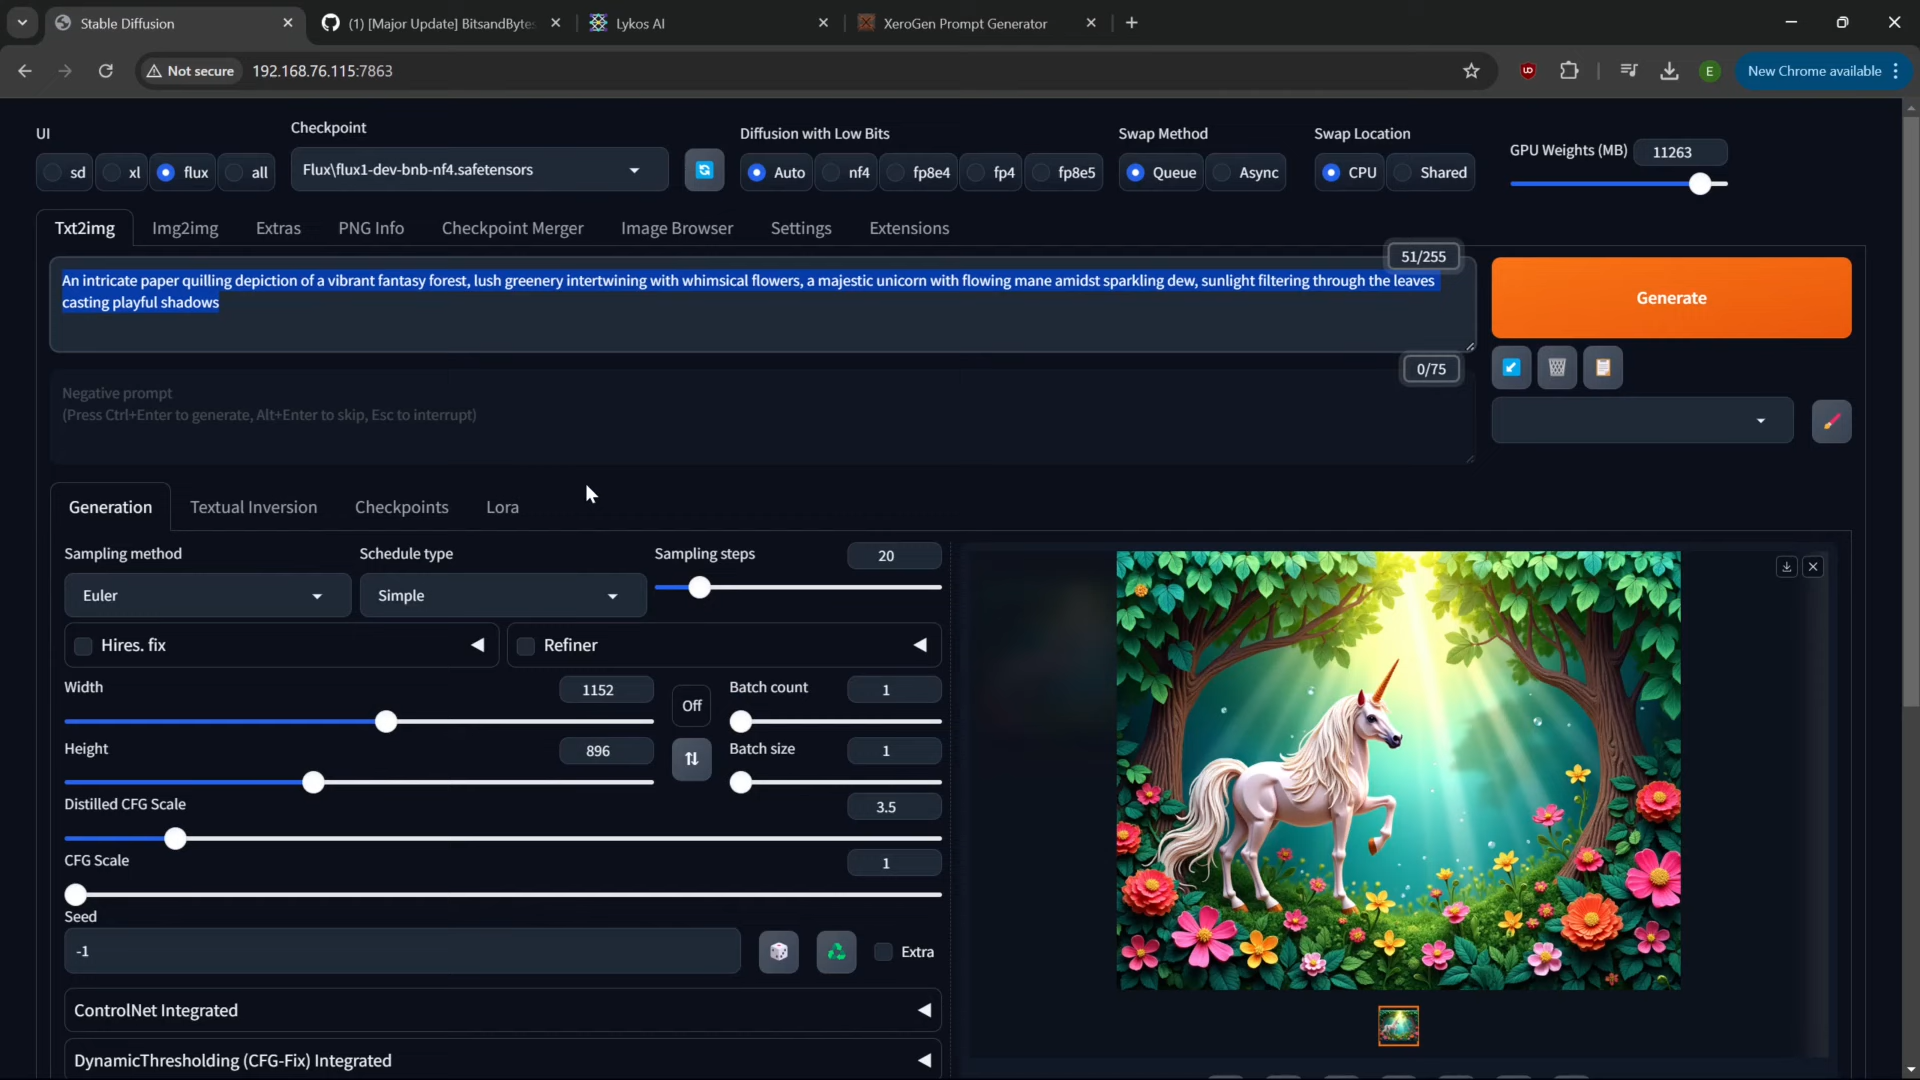 Stable Diffusion
(1) [Major Update] BitsandBytes
Lykos AI
XeroGen Prompt Generator
Not secure
192.168.76.115:7863
E
New Chrome available
UI
sd
xl
flux
all
Checkpoint
Flux\flux1-dev-bnb-nf4.safetensors
Diffusion with Low Bits
Auto
nf4
fp8e4
fp4
fp8e5
Swap Method
Queue
Async
Swap Location
CPU
Shared
GPU Weights (MB)
11263
Txt2img
Img2img
Extras
PNG Info
Checkpoint Merger
Image Browser
Settings
Extensions
51/255
An intricate paper quilling depiction of a vibrant fantasy forest, lush greenery intertwining with whimsical flowers, a majestic unicorn with flowing mane amidst sparkling dew, sunlight filtering through the leaves
casting playful shadows
Generate
0/75
Negative prompt
(Press Ctrl+Enter to generate, Alt+Enter to skip, Esc to interrupt)
Generation
Textual Inversion
Checkpoints
Lora
Sampling method
Euler
Schedule type
Simple
Sampling steps
20
Hires. fix
Refiner
Width
1152
Off
Batch count
1
Height
896
Batch size
1
Distilled CFG Scale
3.5
CFG Scale
1
Seed
-1
Extra
ControlNet Integrated
DynamicThresholding (CFG-Fix) Integrated